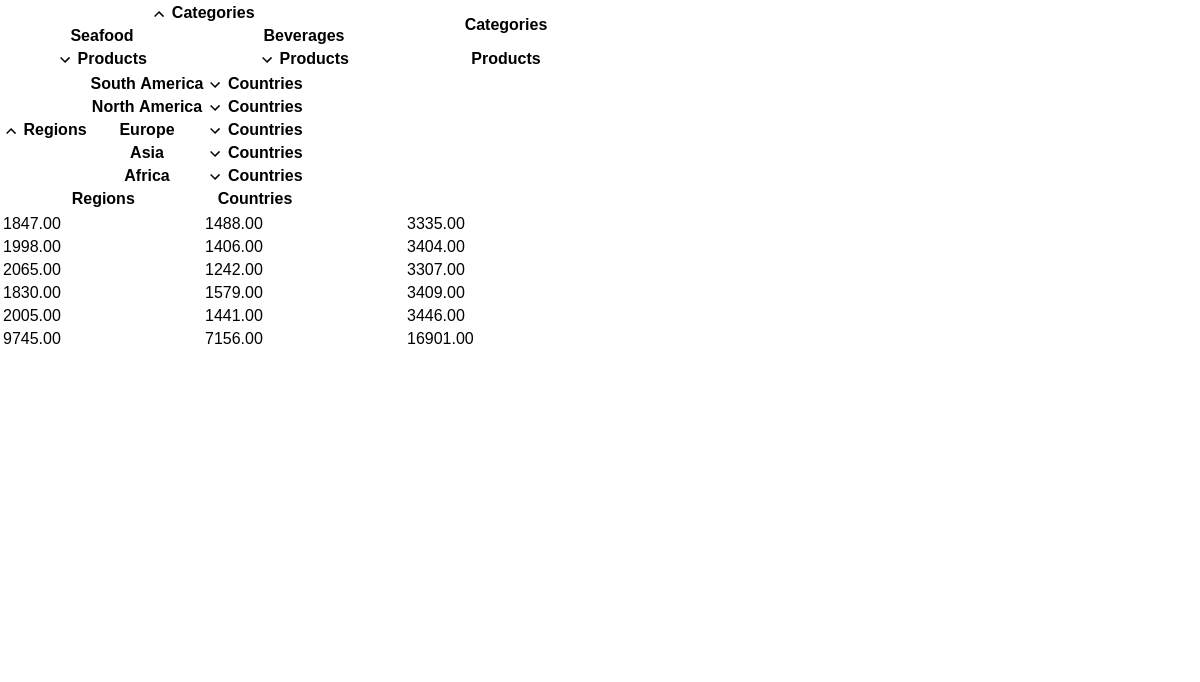 Categories Categories
Seafood Beverages
Products Products Products
South America Countries
North America Countries
Regions Europe Countries
Asia Countries
Africa Countries
Regions Countries
1847.00 1488.00 3335.00
1998.00 1406.00 3404.00
2065.00 1242.00 3307.00
1830.00 1579.00 3409.00
2005.00 1441.00 3446.00
9745.00 7156.00 16901.00